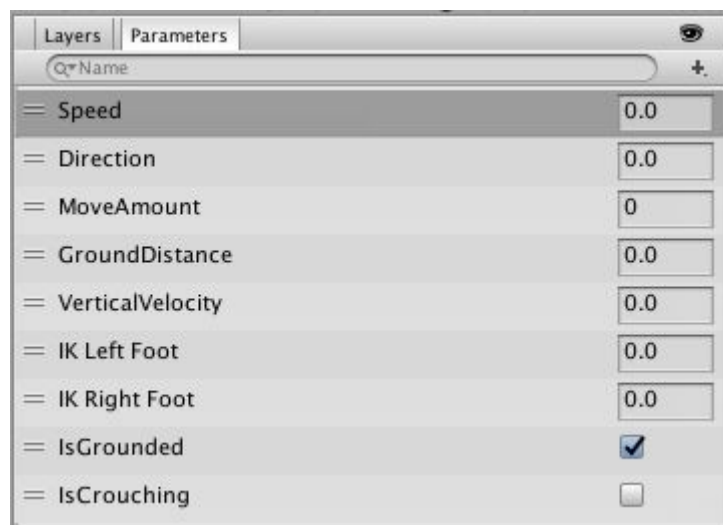 Layers Parameters
Name
Speed 0.0
Direction 0.0
MoveAmount 0
GroundDistance 0.0
VerticalVelocity 0.0
IK Left Foot 0.0
IK Right Foot 0.0
IsGrounded
IsCrouching